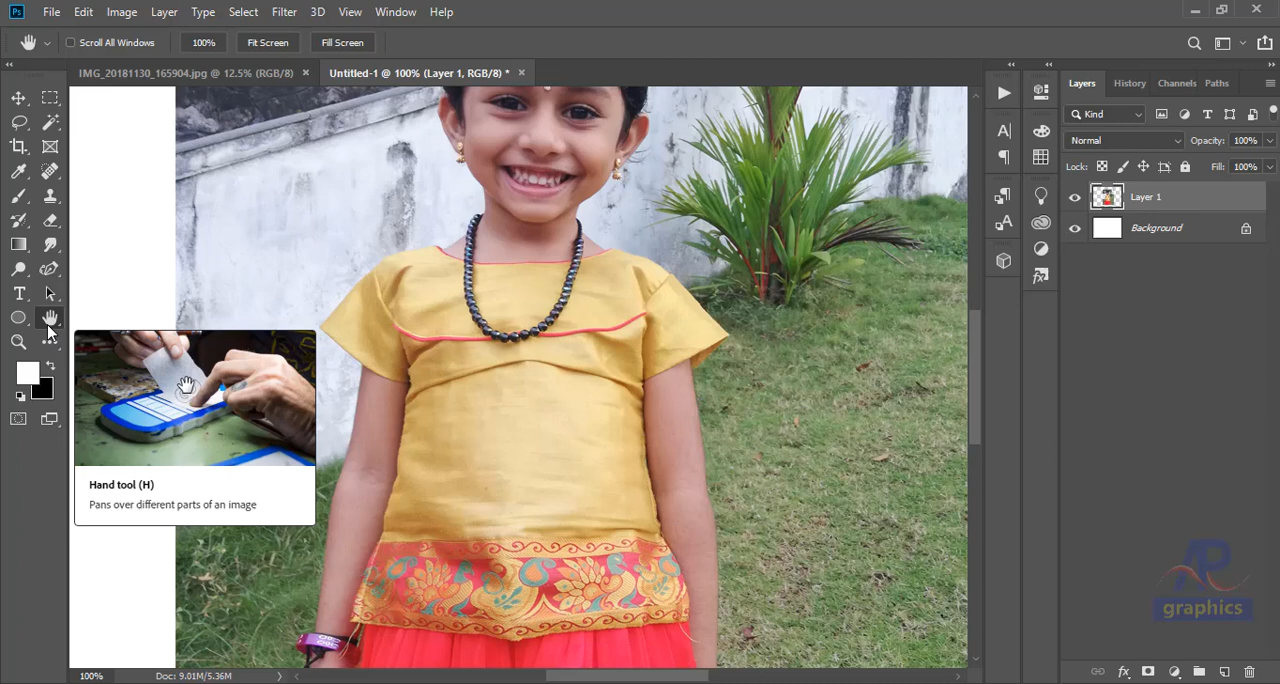 Ps File Edit Image Layer Type Select Filter 3D View Window Help
Scroll All Windows 100% Fit Screen Fill Screen
IMG_20181130_165904.jpg @ 12.5% (RGB/8) × Untitled-1 @ 100% (Layer 1, RGB/8) * ×
Layers History Channels Paths
Kind
Normal Opacity: 100%
Lock: Fill: 100%
Layer 1
Background
Hand tool (H)
Pans over different parts of an image
AP
graphics
100% Doc: 9.01M/5.36M